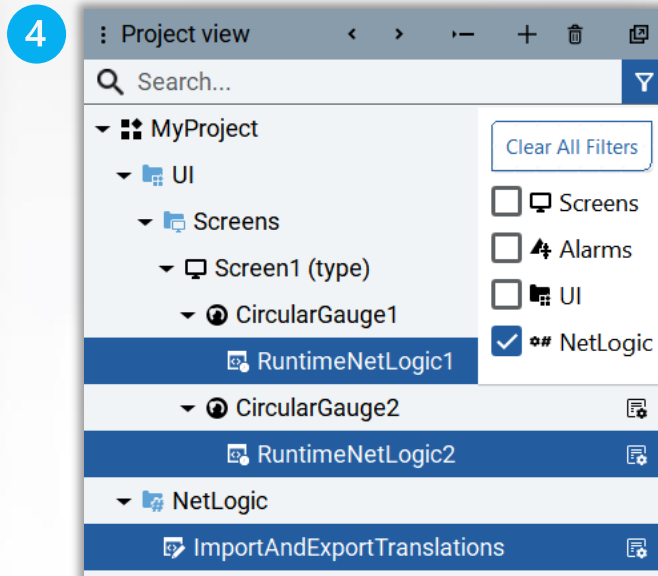 4
Project view
Search...
MyProject
Clear All Filters
UI
Screens
Screens
Alarms
Screen1 (type)
UI
CircularGauge1
NetLogic
RuntimeNetLogic1
CircularGauge2
RuntimeNetLogic2
NetLogic
ImportAndExportTranslations